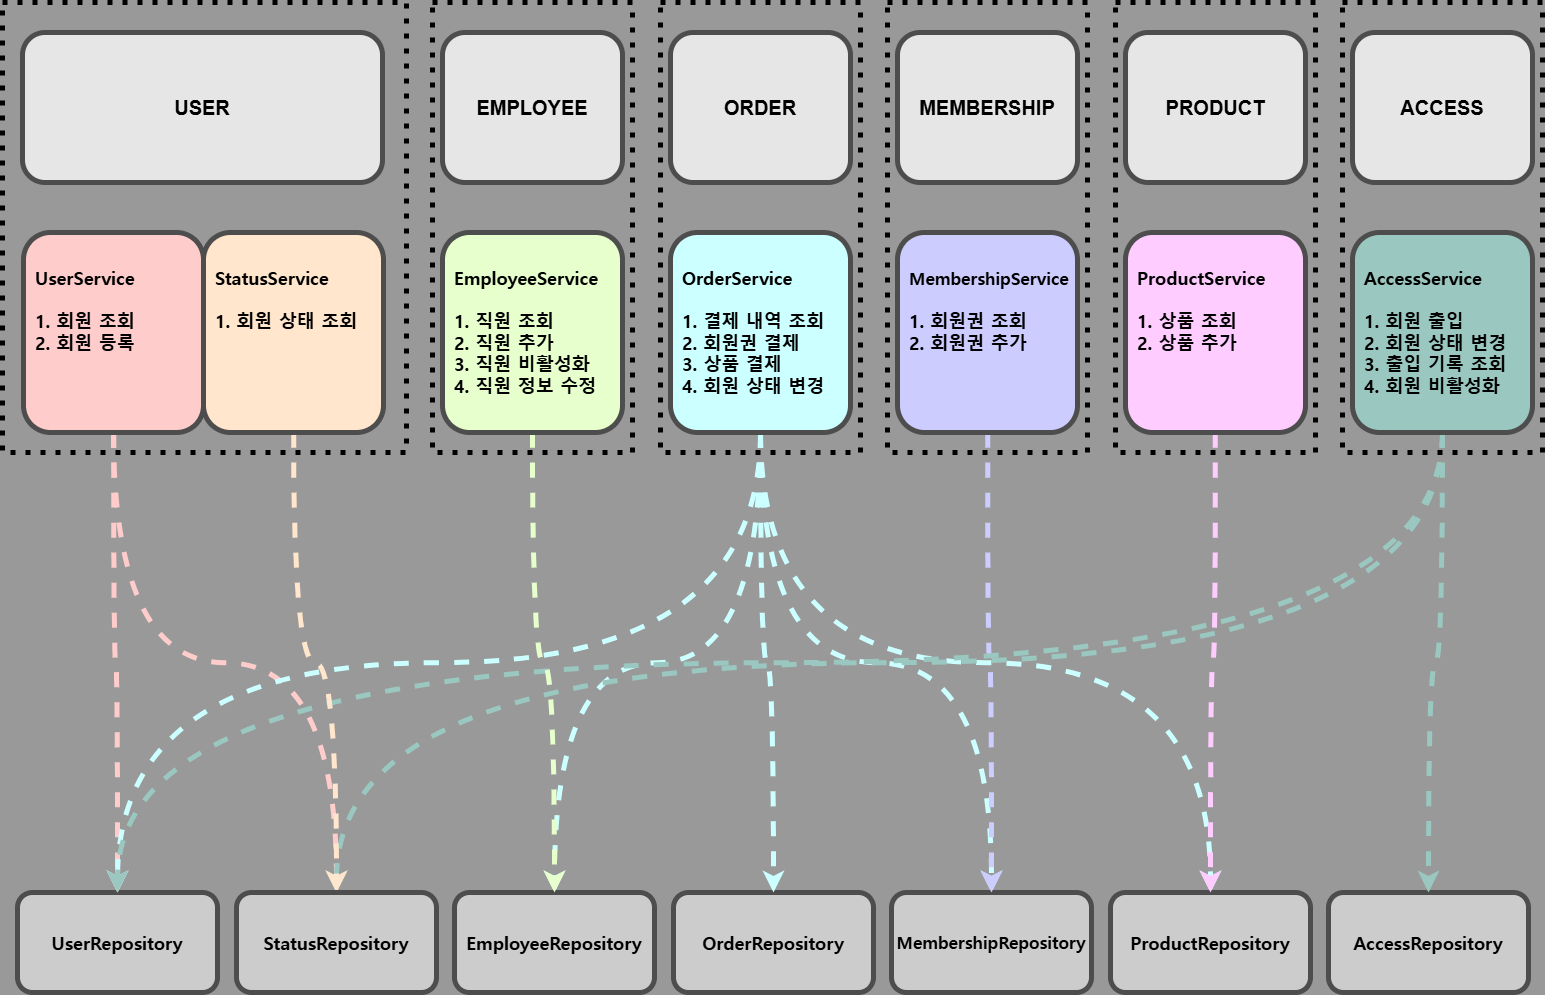 USER
EMPLOYEE
ORDER
MEMBERSHIP
PRODUCT
ACCESS
UserService
1. 회원 조회
2. 회원 등록
StatusService
1. 회원 상태 조회
EmployeeService
1. 직원 조회
2. 직원 추가
3. 직원 비활성화
4. 직원 정보 수정
OrderService
1. 결제 내역 조회
2. 회원권 결제
3. 상품 결제
4. 회원 상태 변경
MembershipService
1. 회원권 조회
2. 회원권 추가
ProductService
1. 상품 조회
2. 상품 추가
AccessService
1. 회원 출입
2. 회원 상태 변경
3. 출입 기록 조회
4. 회원 비활성화
UserRepository
StatusRepository
EmployeeRepository
OrderRepository
MembershipRepository
ProductRepository
AccessRepository